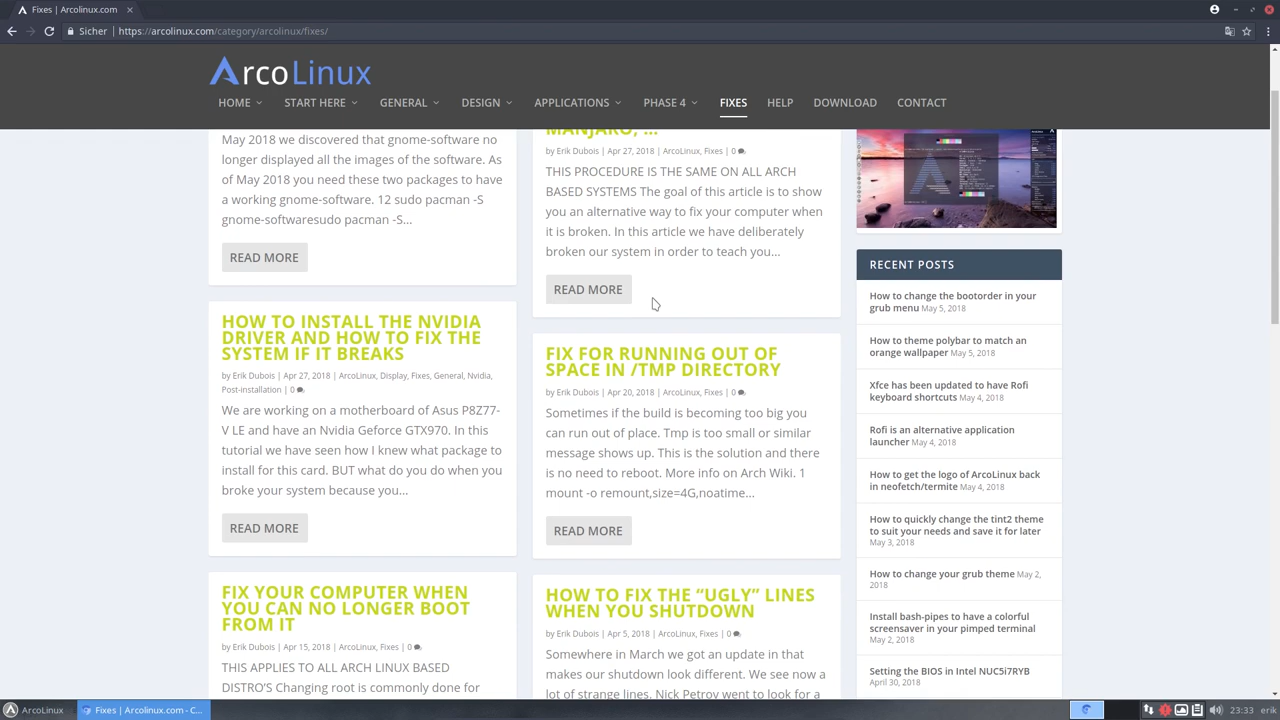 Fixes | Arcolinux.com
Sicher | https://arcolinux.com/category/arcolinux/fixes/
ArcoLinux
HOME START HERE GENERAL DESIGN APPLICATIONS PHASE 4 FIXES HELP DOWNLOAD CONTACT
May 2018 we discovered that gnome-software no
longer displayed all the images of the software. As
of May 2018 you need these two packages to have
a working gnome-software. 12 sudo pacman -S
gnome-softwaresudo pacman -S...
READ MORE
HOW TO INSTALL THE NVIDIA
DRIVER AND HOW TO FIX THE
SYSTEM IF IT BREAKS
by Erik Dubois | Apr 27, 2018 | ArcoLinux, Display, Fixes, General, Nvidia,
Post-installation | 0
We are working on a motherboard of Asus P8Z77-
V LE and have an Nvidia Geforce GTX970. In this
tutorial we have seen how I knew what package to
install for this card. BUT what do you do when you
broke your system because you...
READ MORE
FIX YOUR COMPUTER WHEN
YOU CAN NO LONGER BOOT
FROM IT
by Erik Dubois | Apr 15, 2018 | ArcoLinux, Fixes | 0
THIS APPLIES TO ALL ARCH LINUX BASED
DISTRO'S Changing root is commonly done for
MANJARO, ...
by Erik Dubois | Apr 27, 2018 | ArcoLinux, Fixes | 0
THIS PROCEDURE IS THE SAME ON ALL ARCH
BASED SYSTEMS The goal of this article is to show
you an alternative way to fix your computer when
it is broken. In this article we have deliberately
broken our system in order to teach you...
READ MORE
FIX FOR RUNNING OUT OF
SPACE IN /TMP DIRECTORY
by Erik Dubois | Apr 20, 2018 | ArcoLinux, Fixes | 0
Sometimes if the build is becoming too big you
can run out of place. Tmp is too small or similar
message shows up. This is the solution and there
is no need to reboot. More info on Arch Wiki. 1
mount -o remount,size=4G,noatime...
READ MORE
HOW TO FIX THE “UGLY” LINES
WHEN YOU SHUTDOWN
by Erik Dubois | Apr 5, 2018 | ArcoLinux, Fixes | 0
Somewhere in March we got an update in that
makes our shutdown look different. We see now a
lot of strange lines. Nick Petrov went to look for a
RECENT POSTS
How to change the bootorder in your
grub menu May 5, 2018
How to theme polybar to match an
orange wallpaper May 5, 2018
Xfce has been updated to have Rofi
keyboard shortcuts May 4, 2018
Rofi is an alternative application
launcher May 4, 2018
How to get the logo of ArcoLinux back
in neofetch/termite May 4, 2018
How to quickly change the tint2 theme
to suit your needs and save it for later
May 3, 2018
How to change your grub theme May 2,
2018
Install bash-pipes to have a colorful
screensaver in your pimped terminal
May 2, 2018
Setting the BIOS in Intel NUC5i7RYB
April 30, 2018
ArcoLinux
Fixes | Arcolinux.com - C...
23:33 erik